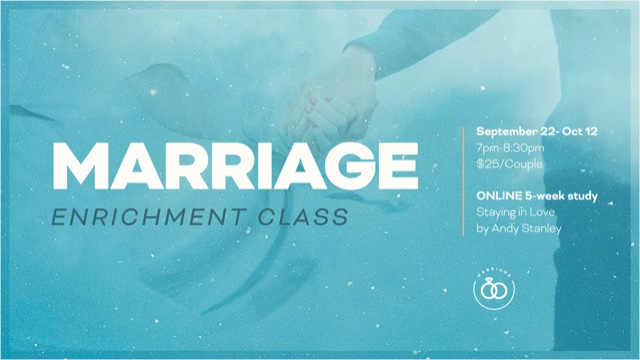 MARRIAGE
ENRICHMENT CLASS
September 22- Oct 12
7pm-8:30pm
$25/Couple
ONLINE 5-week study
Staying in Love
by Andy Stanley
MARRIAGE